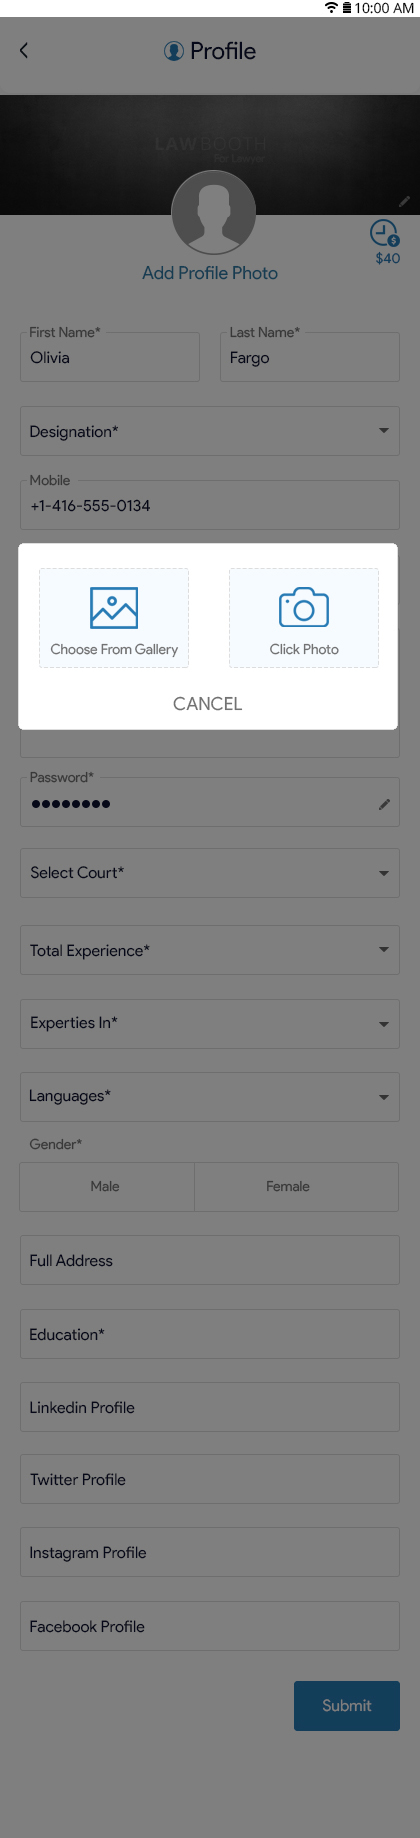 10:00 AM
Profile
LAWBOOTH
For Lawyer
$40
Add Profile Photo
First Name*
Last Name*
Olivia
Fargo
Designation*
Mobile
+1-416-555-0134
Choose From Gallery
Click Photo
CANCEL
Password*
Select Court*
Total Experience*
Experties In*
Languages*
Gender*
Male
Female
Full Address
Education*
Linkedin Profile
Twitter Profile
Instagram Profile
Facebook Profile
Submit